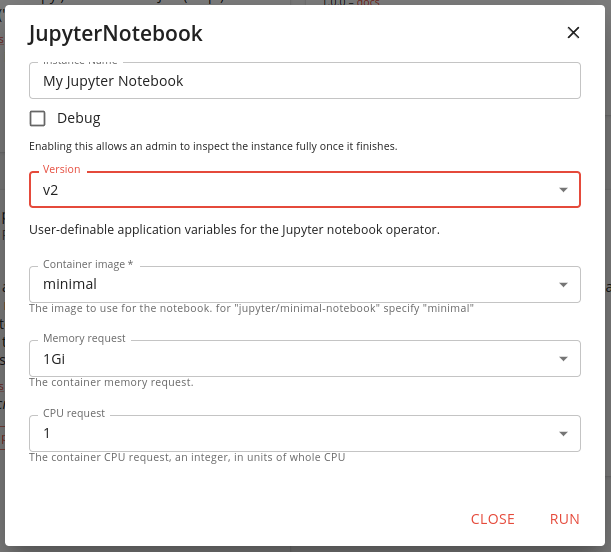 JupyterNotebook
Instance Name
My Jupyter Notebook
Debug
Enabling this allows an admin to inspect the instance fully once it finishes.
Version
v2
User-definable application variables for the Jupyter notebook operator.
Container image *
minimal
The image to use for the notebook. for "jupyter/minimal-notebook" specify "minimal"
Memory request
1Gi
The container memory request.
CPU request
1
The container CPU request, an integer, in units of whole CPU
CLOSE RUN